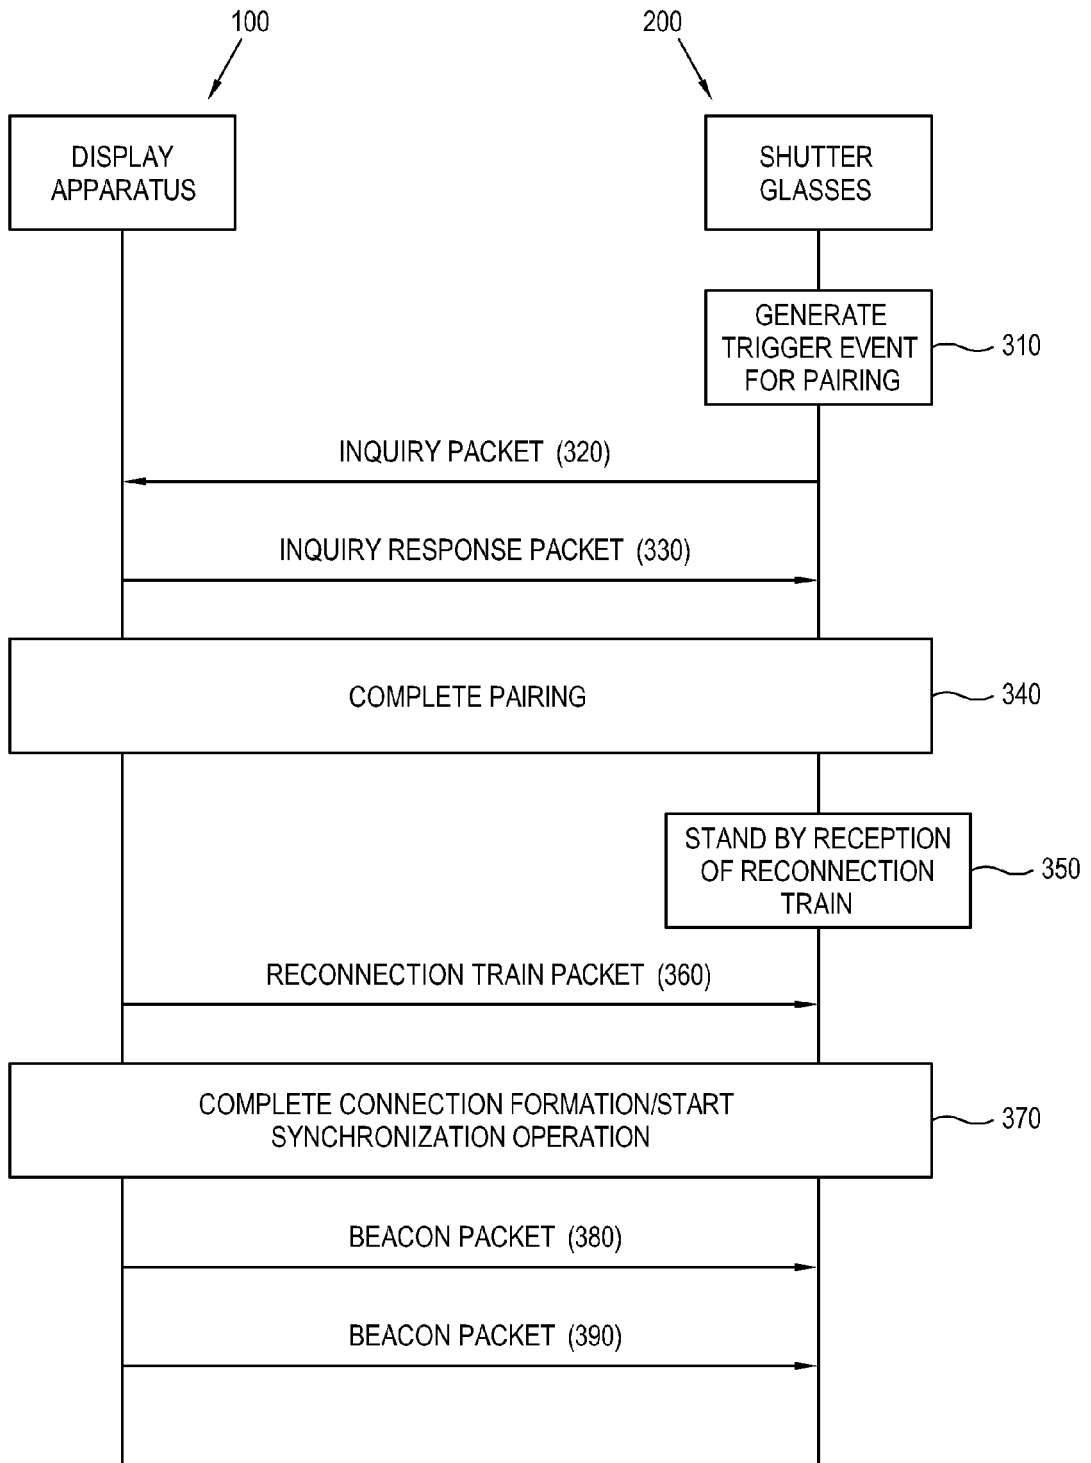 100
200
DISPLAY
APPARATUS
SHUTTER
GLASSES
GENERATE
TRIGGER EVENT
FOR PAIRING
310
INQUIRY PACKET (320)
INQUIRY RESPONSE PACKET (330)
COMPLETE PAIRING
340
STAND BY RECEPTION
OF RECONNECTION
TRAIN
350
RECONNECTION TRAIN PACKET (360)
COMPLETE CONNECTION FORMATION/START
SYNCHRONIZATION OPERATION
370
BEACON PACKET (380)
BEACON PACKET (390)